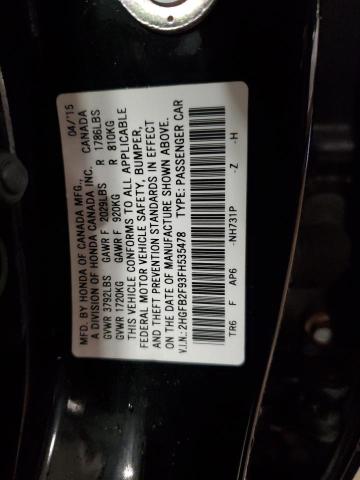 MFD. BY HONDA OF CANADA MFG., 04/'15
A DIVISION OF HONDA CANADA INC. CANADA
GVWR 3792LBS GAWR F 2029LBS R 1786LBS
GVWR 1720KG GAWR F 920KG R 810KG
THIS VEHICLE CONFORMS TO ALL APPLICABLE
FEDERAL MOTOR VEHICLE SAFETY, BUMPER,
AND THEFT PREVENTION STANDARDS IN EFFECT
ON THE DATE OF MANUFACTURE SHOWN ABOVE.
V.I.N.: 2HGFB2F93FH535478 TYPE: PASSENGER CAR
TR6 F AP6 -NH731P -Z -H